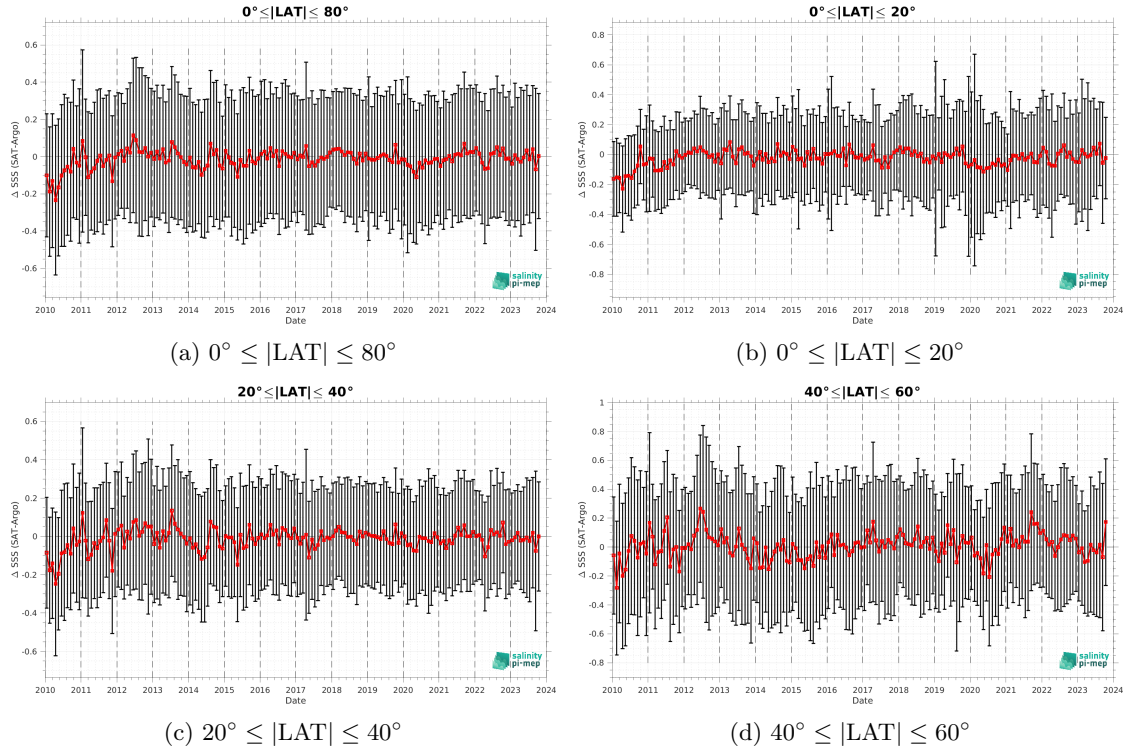 0°≤|LAT|≤ 80°
Δ SSS (SAT-Argo)
0.6
0.4
0.2
0
-0.2
-0.4
-0.6
2010 2011 2012 2013 2014 2015 2016 2017 2018 2019 2020 2021 2022 2023 2024
Date
salinity
pi-mep
(a) 0° ≤ |LAT| ≤ 80°
0°≤|LAT|≤ 20°
Δ SSS (SAT-Argo)
0.8
0.6
0.4
0.2
0
-0.2
-0.4
-0.6
-0.8
2010 2011 2012 2013 2014 2015 2016 2017 2018 2019 2020 2021 2022 2023 2024
Date
salinity
pi-mep
(b) 0° ≤ |LAT| ≤ 20°
20°≤|LAT|≤ 40°
Δ SSS (SAT-Argo)
0.6
0.4
0.2
0
-0.2
-0.4
-0.6
2010 2011 2012 2013 2014 2015 2016 2017 2018 2019 2020 2021 2022 2023 2024
Date
salinity
pi-mep
(c) 20° ≤ |LAT| ≤ 40°
40°≤|LAT|≤ 60°
Δ SSS (SAT-Argo)
1
0.8
0.6
0.4
0.2
0
-0.2
-0.4
-0.6
-0.8
2010 2011 2012 2013 2014 2015 2016 2017 2018 2019 2020 2021 2022 2023 2024
Date
salinity
pi-mep
(d) 40° ≤ |LAT| ≤ 60°